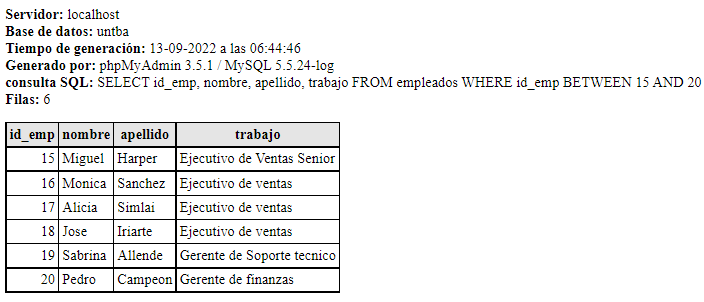 Servidor: localhost
Base de datos: untba
Tiempo de generación: 13-09-2022 a las 06:44:46
Generado por: phpMyAdmin 3.5.1 / MySQL 5.5.24-log
consulta SQL: SELECT id_emp, nombre, apellido, trabajo FROM empleados WHERE id_emp BETWEEN 15 AND 20
Filas: 6
id_emp nombre apellido trabajo
15 Miguel Harper Ejecutivo de Ventas Senior
16 Monica Sanchez Ejecutivo de ventas
17 Alicia Simlai Ejecutivo de ventas
18 Jose Iriarte Ejecutivo de ventas
19 Sabrina Allende Gerente de Soporte tecnico
20 Pedro Campeon Gerente de finanzas